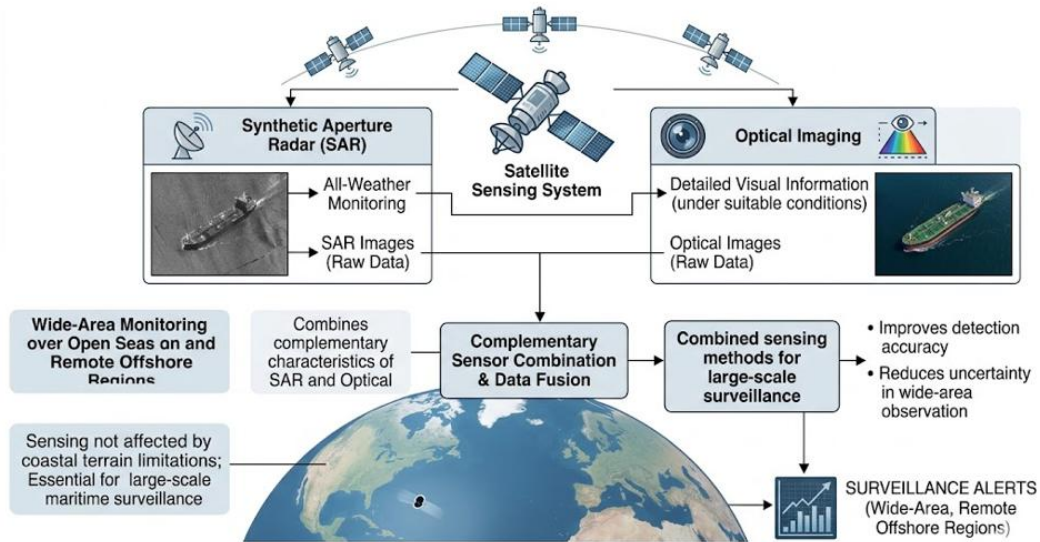 Synthetic Aperture
Radar (SAR)
Satellite
Sensing System
Optical Imaging
All-Weather
Monitoring
SAR Images
(Raw Data)
Detailed Visual Information
(under suitable conditions)
Optical Images
(Raw Data)
Wide-Area Monitoring
over Open Seas an and
Remote Offshore
Regions
Combines
complementary
characteristics of
SAR and Optical
Complementary
Sensor Combination
& Data Fusion
Combined sensing
methods for
large-scale
surveillance
• Improves detection
accuracy
• Reduces uncertainty
in wide-area
observation
Sensing not affected by
coastal terrain limitations;
Essential for large-scale
maritime surveillance
SURVEILLANCE ALERTS
(Wide-Area, Remote
Offshore Regions)